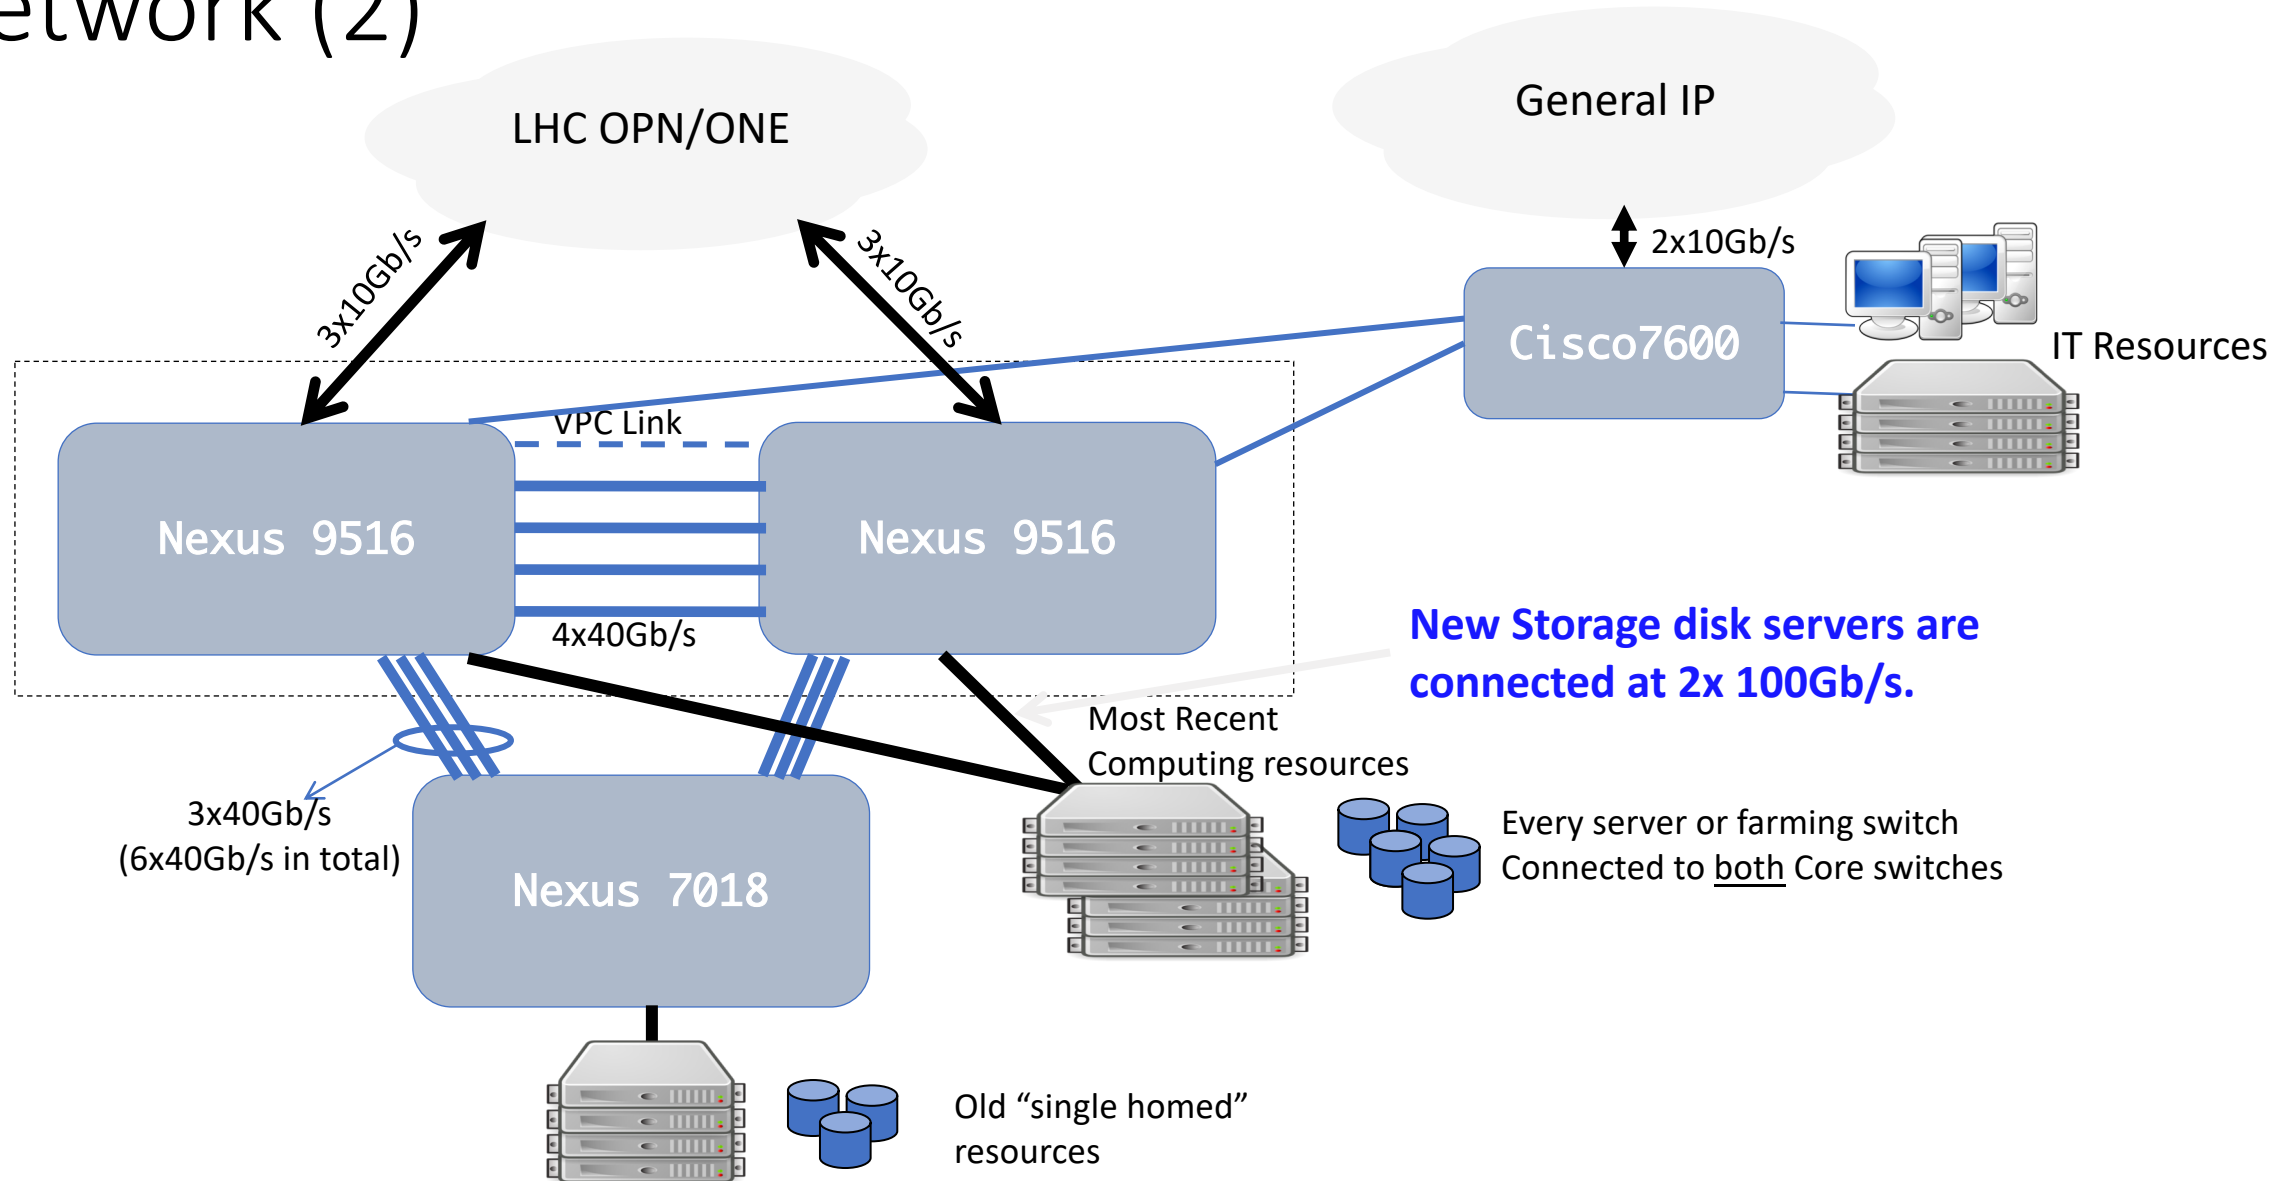 etwork (2)
LHC OPN/ONE
General IP
3x10Gb/s
3x10Gb/s
2x10Gb/s
Cisco7600
IT Resources
VPC Link
Nexus 9516
Nexus 9516
4x40Gb/s
New Storage disk servers are
connected at 2x 100Gb/s.
Most Recent
Computing resources
3x40Gb/s
(6x40Gb/s in total)
Every server or farming switch
Connected to both Core switches
Nexus 7018
Old “single homed”
resources